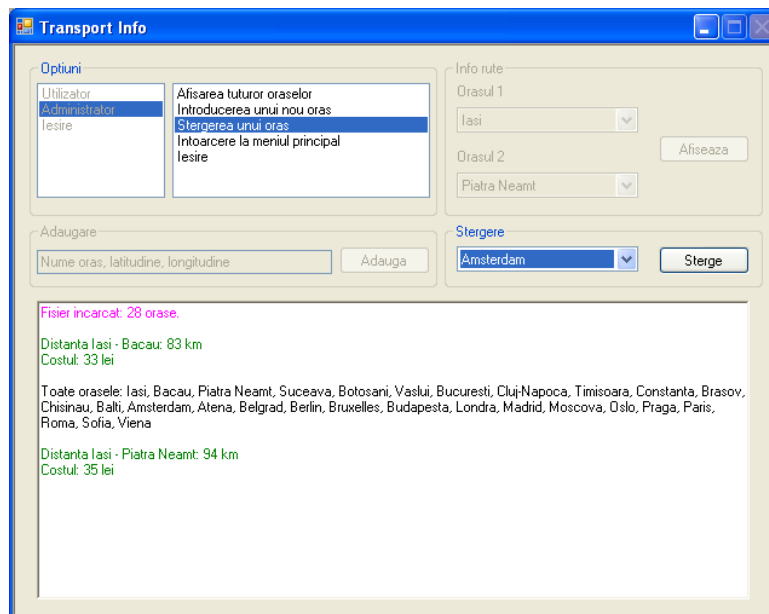 Transport Info
Optiuni
Utilizator
Administrator
Iesire
Afisarea tuturor oraselor
Introducerea unui nou oras
Stergerea unui oras
Intoarcere la meniul principal
Iesire
Info rute
Orasul 1
Iasi
Orasul 2
Piatra Neamt
Afiseaza
Adaugare
Nume oras, latitudine, longitudine
Adauga
Stergere
Amsterdam
Sterge
Fisier incarcat: 28 orase.
Distanta Iasi - Bacau: 83 km
Costul: 33 lei
Toate orasele: Iasi, Bacau, Piatra Neamt, Suceava, Botosani, Vaslui, Bucuresti, Cluj-Napoca, Timisoara, Constanta, Brasov,
Chisinau, Balti, Amsterdam, Atena, Belgrad, Berlin, Bruxelles, Budapesta, Londra, Madrid, Moscova, Oslo, Praga, Paris,
Roma, Sofia, Viena
Distanta Iasi - Piatra Neamt: 94 km
Costul: 35 lei